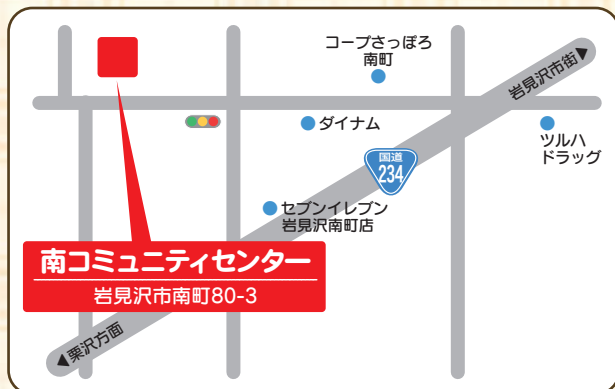 コープさっぽろ
南町
岩見沢市街▶
ダイナム
ツルハ
ドラッグ
国道
234
セブンイレブン
岩見沢南町店
南コミュニティセンター
岩見沢市南町80-3
◀栗沢方面